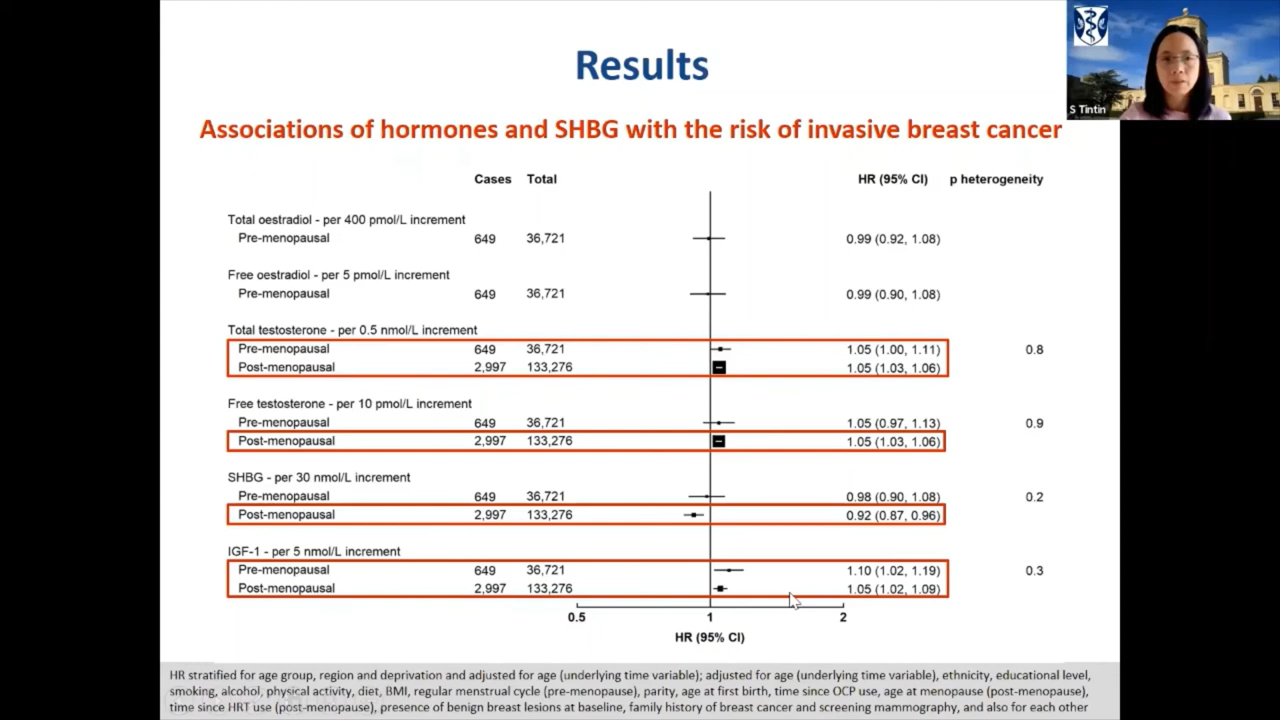 Results
Associations of hormones and SHBG with the risk of invasive breast cancer
S Tintin
Cases Total HR (95% CI) p heterogeneity
Total oestradiol - per 400 pmol/L increment
Pre-menopausal 649 36,721 0.99 (0.92, 1.08)
Free oestradiol - per 5 pmol/L increment
Pre-menopausal 649 36,721 0.99 (0.90, 1.08)
Total testosterone - per 0.5 nmol/L increment
Pre-menopausal 649 36,721 1.05 (1.00, 1.11) 0.8
Post-menopausal 2,997 133,276 1.05 (1.03, 1.06)
Free testosterone - per 10 pmol/L increment
Pre-menopausal 649 36,721 1.05 (0.97, 1.13) 0.9
Post-menopausal 2,997 133,276 1.05 (1.03, 1.06)
SHBG - per 30 nmol/L increment
Pre-menopausal 649 36,721 0.98 (0.90, 1.08) 0.2
Post-menopausal 2,997 133,276 0.92 (0.87, 0.96)
IGF-1 - per 5 nmol/L increment
Pre-menopausal 649 36,721 1.10 (1.02, 1.19) 0.3
Post-menopausal 2,997 133,276 1.05 (1.02, 1.09)
0.5 1 2
HR (95% CI)
HR stratified for age group, region and deprivation and adjusted for age (underlying time variable); adjusted for age (underlying time variable), ethnicity, educational level,
smoking, alcohol, physical activity, diet, BMI, regular menstrual cycle (pre-menopause), parity, age at first birth, time since OCP use, age at menopause (post-menopause),
time since HRT use (post-menopause), presence of benign breast lesions at baseline, family history of breast cancer and screening mammography, and also for each other